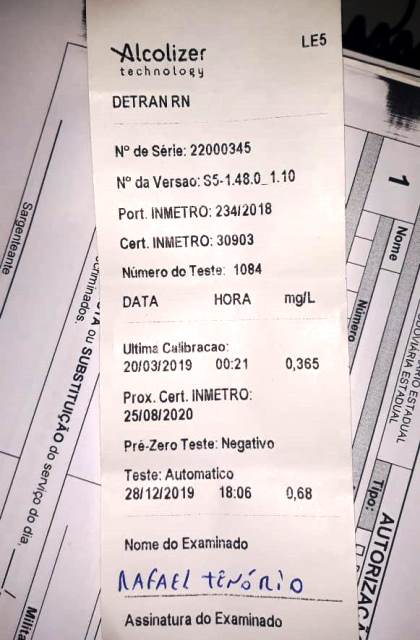 Alcolizer
technology
LE5
DETRAN RN
Nº de Série: 22000345
Nº da Versao: S5-1.48.0_1.10
Port. INMETRO: 234/2018
Cert. INMETRO: 30903
Número do Teste: 1084
DATA HORA mg/L
Ultima Calibracao:
20/03/2019 00:21 0,365
Prox. Cert. INMETRO:
25/08/2020
Pré-Zero Teste: Negativo
Teste: Automatico
28/12/2019 18:06 0,68
Nome do Examinado
RAFAEL TENÓRIO
Assinatura do Examinado
Sargenteante
criminados.
ou SUBSTITUIÇÃO do serviço do dia,
1
Nome
Número
ESTADUAL
ESTADUAL
Tipo: